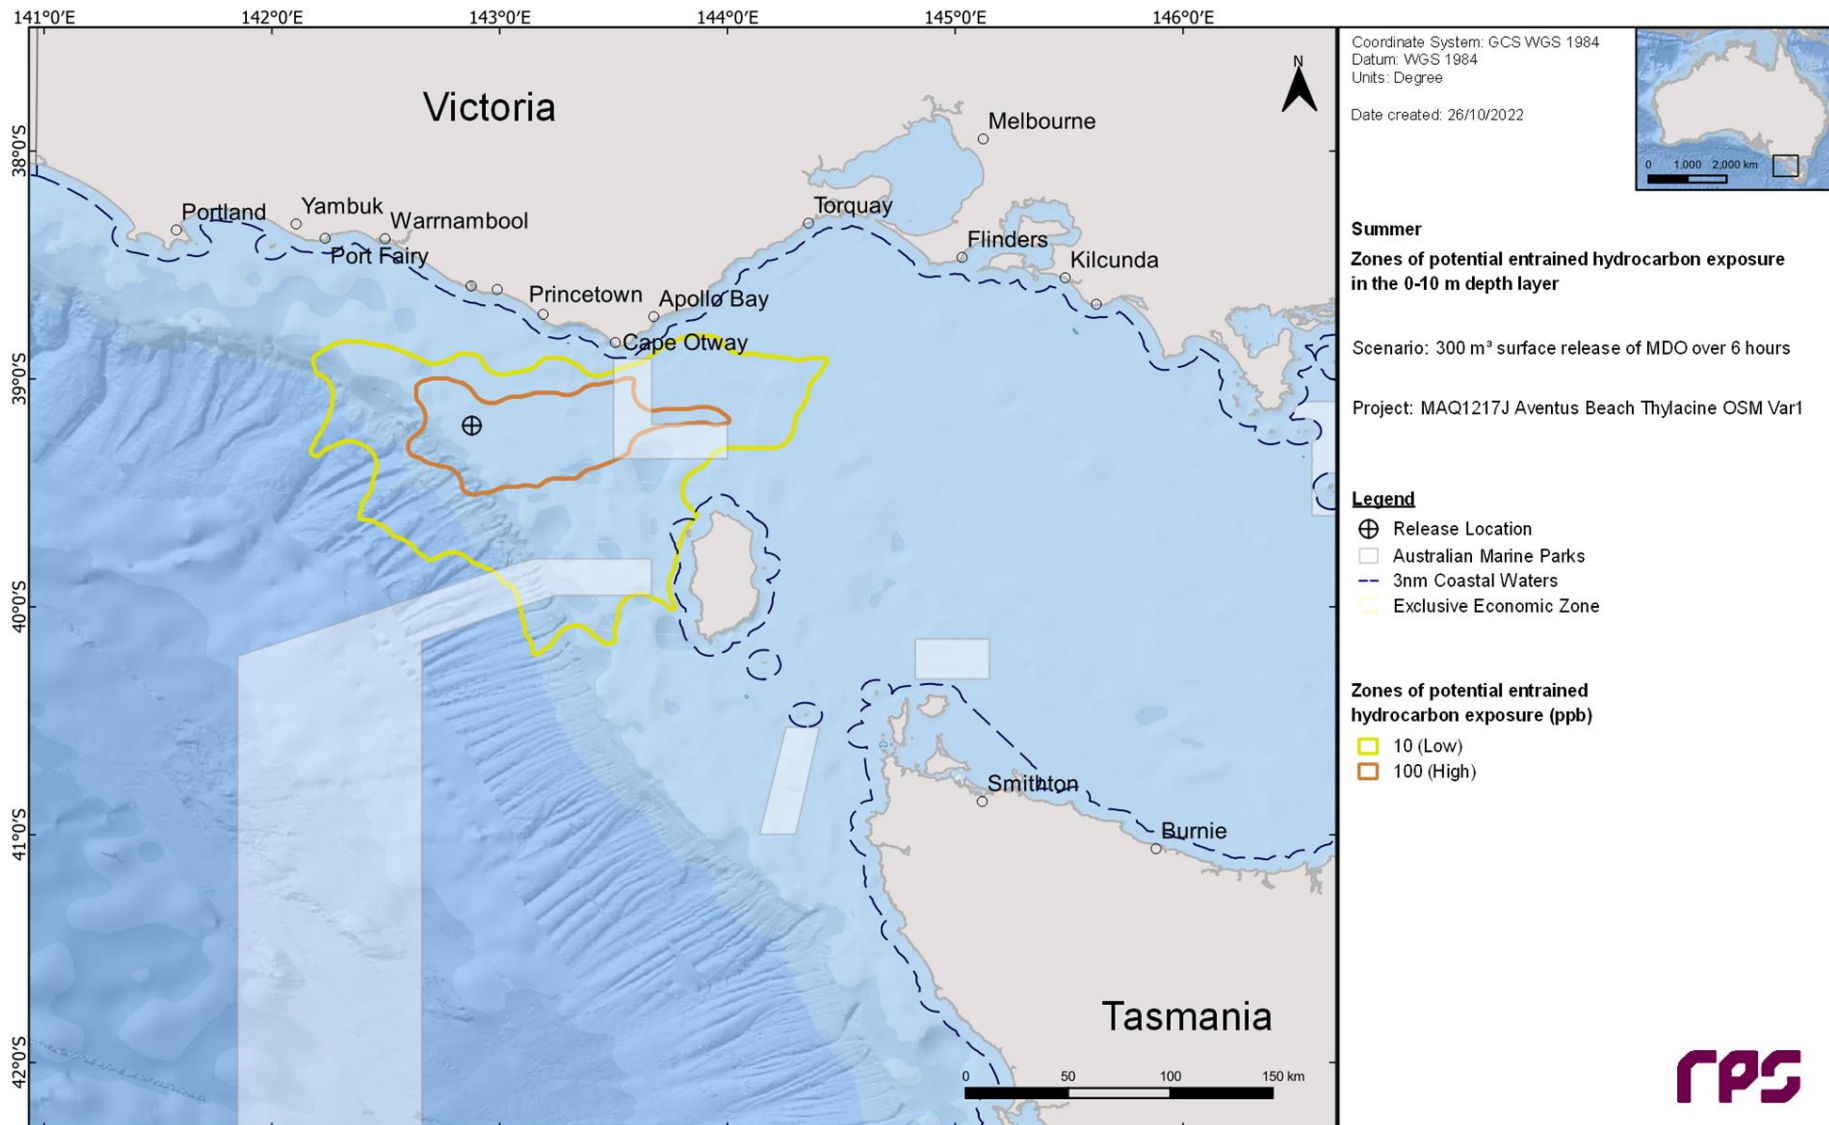 141°0'E
142°0'E
143°0'E
144°0'E
145°0'E
146°0'E
38°0'S
39°0'S
40°0'S
41°0'S
42°0'S
Victoria
N
Melbourne
Portland
Yambuk
Warrnambool
Port Fairy
Torquay
Flinders
Kilcunda
Princetown
Apollo Bay
Cape Otway
Smithton
Burnie
Tasmania
0 50 100 150 km
Coordinate System: GCS WGS 1984
Datum: WGS 1984
Units: Degree
Date created: 26/10/2022
0 1,000 2,000 km
Summer
Zones of potential entrained hydrocarbon exposure
in the 0-10 m depth layer
Scenario: 300 m³ surface release of MDO over 6 hours
Project: MAQ1217J Aventus Beach Thylacine OSM Var1
Legend
Release Location
Australian Marine Parks
3nm Coastal Waters
Exclusive Economic Zone
Zones of potential entrained
hydrocarbon exposure (ppb)
10 (Low)
100 (High)
rps